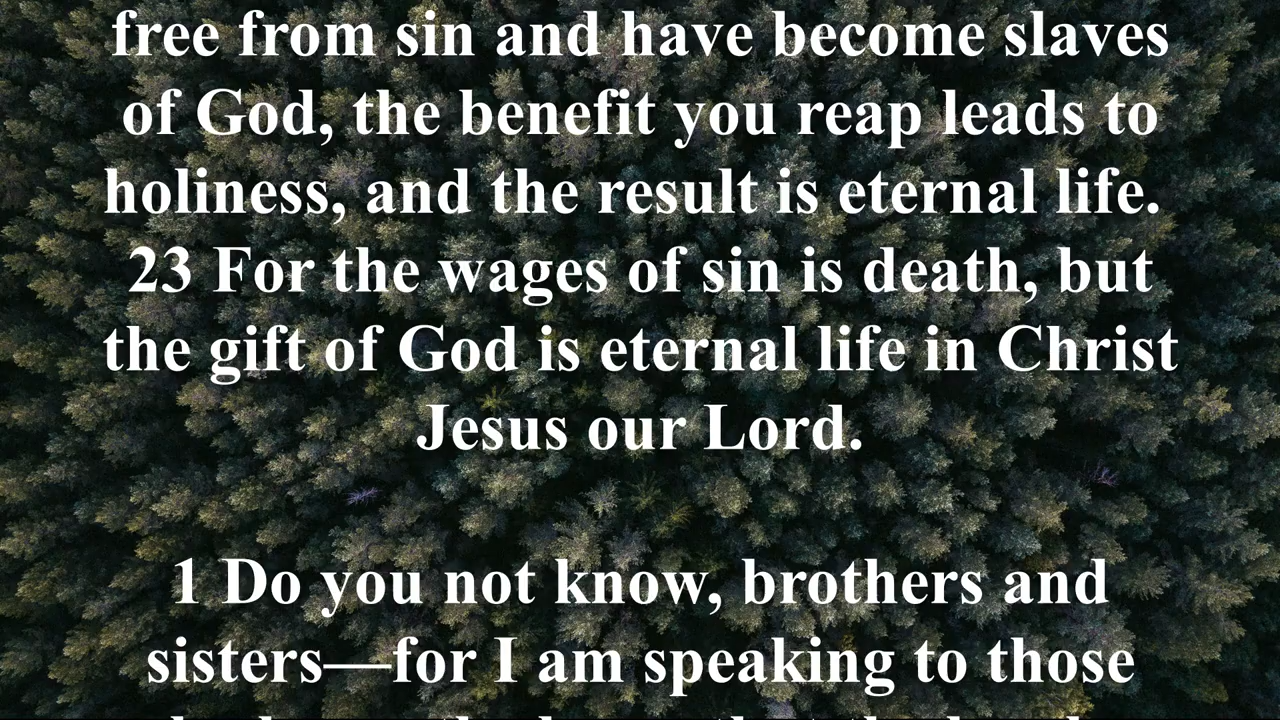 free from sin and have become slaves
of God, the benefit you reap leads to
holiness, and the result is eternal life.
23 For the wages of sin is death, but
the gift of God is eternal life in Christ
Jesus our Lord.
1 Do you not know, brothers and
sisters—for I am speaking to those